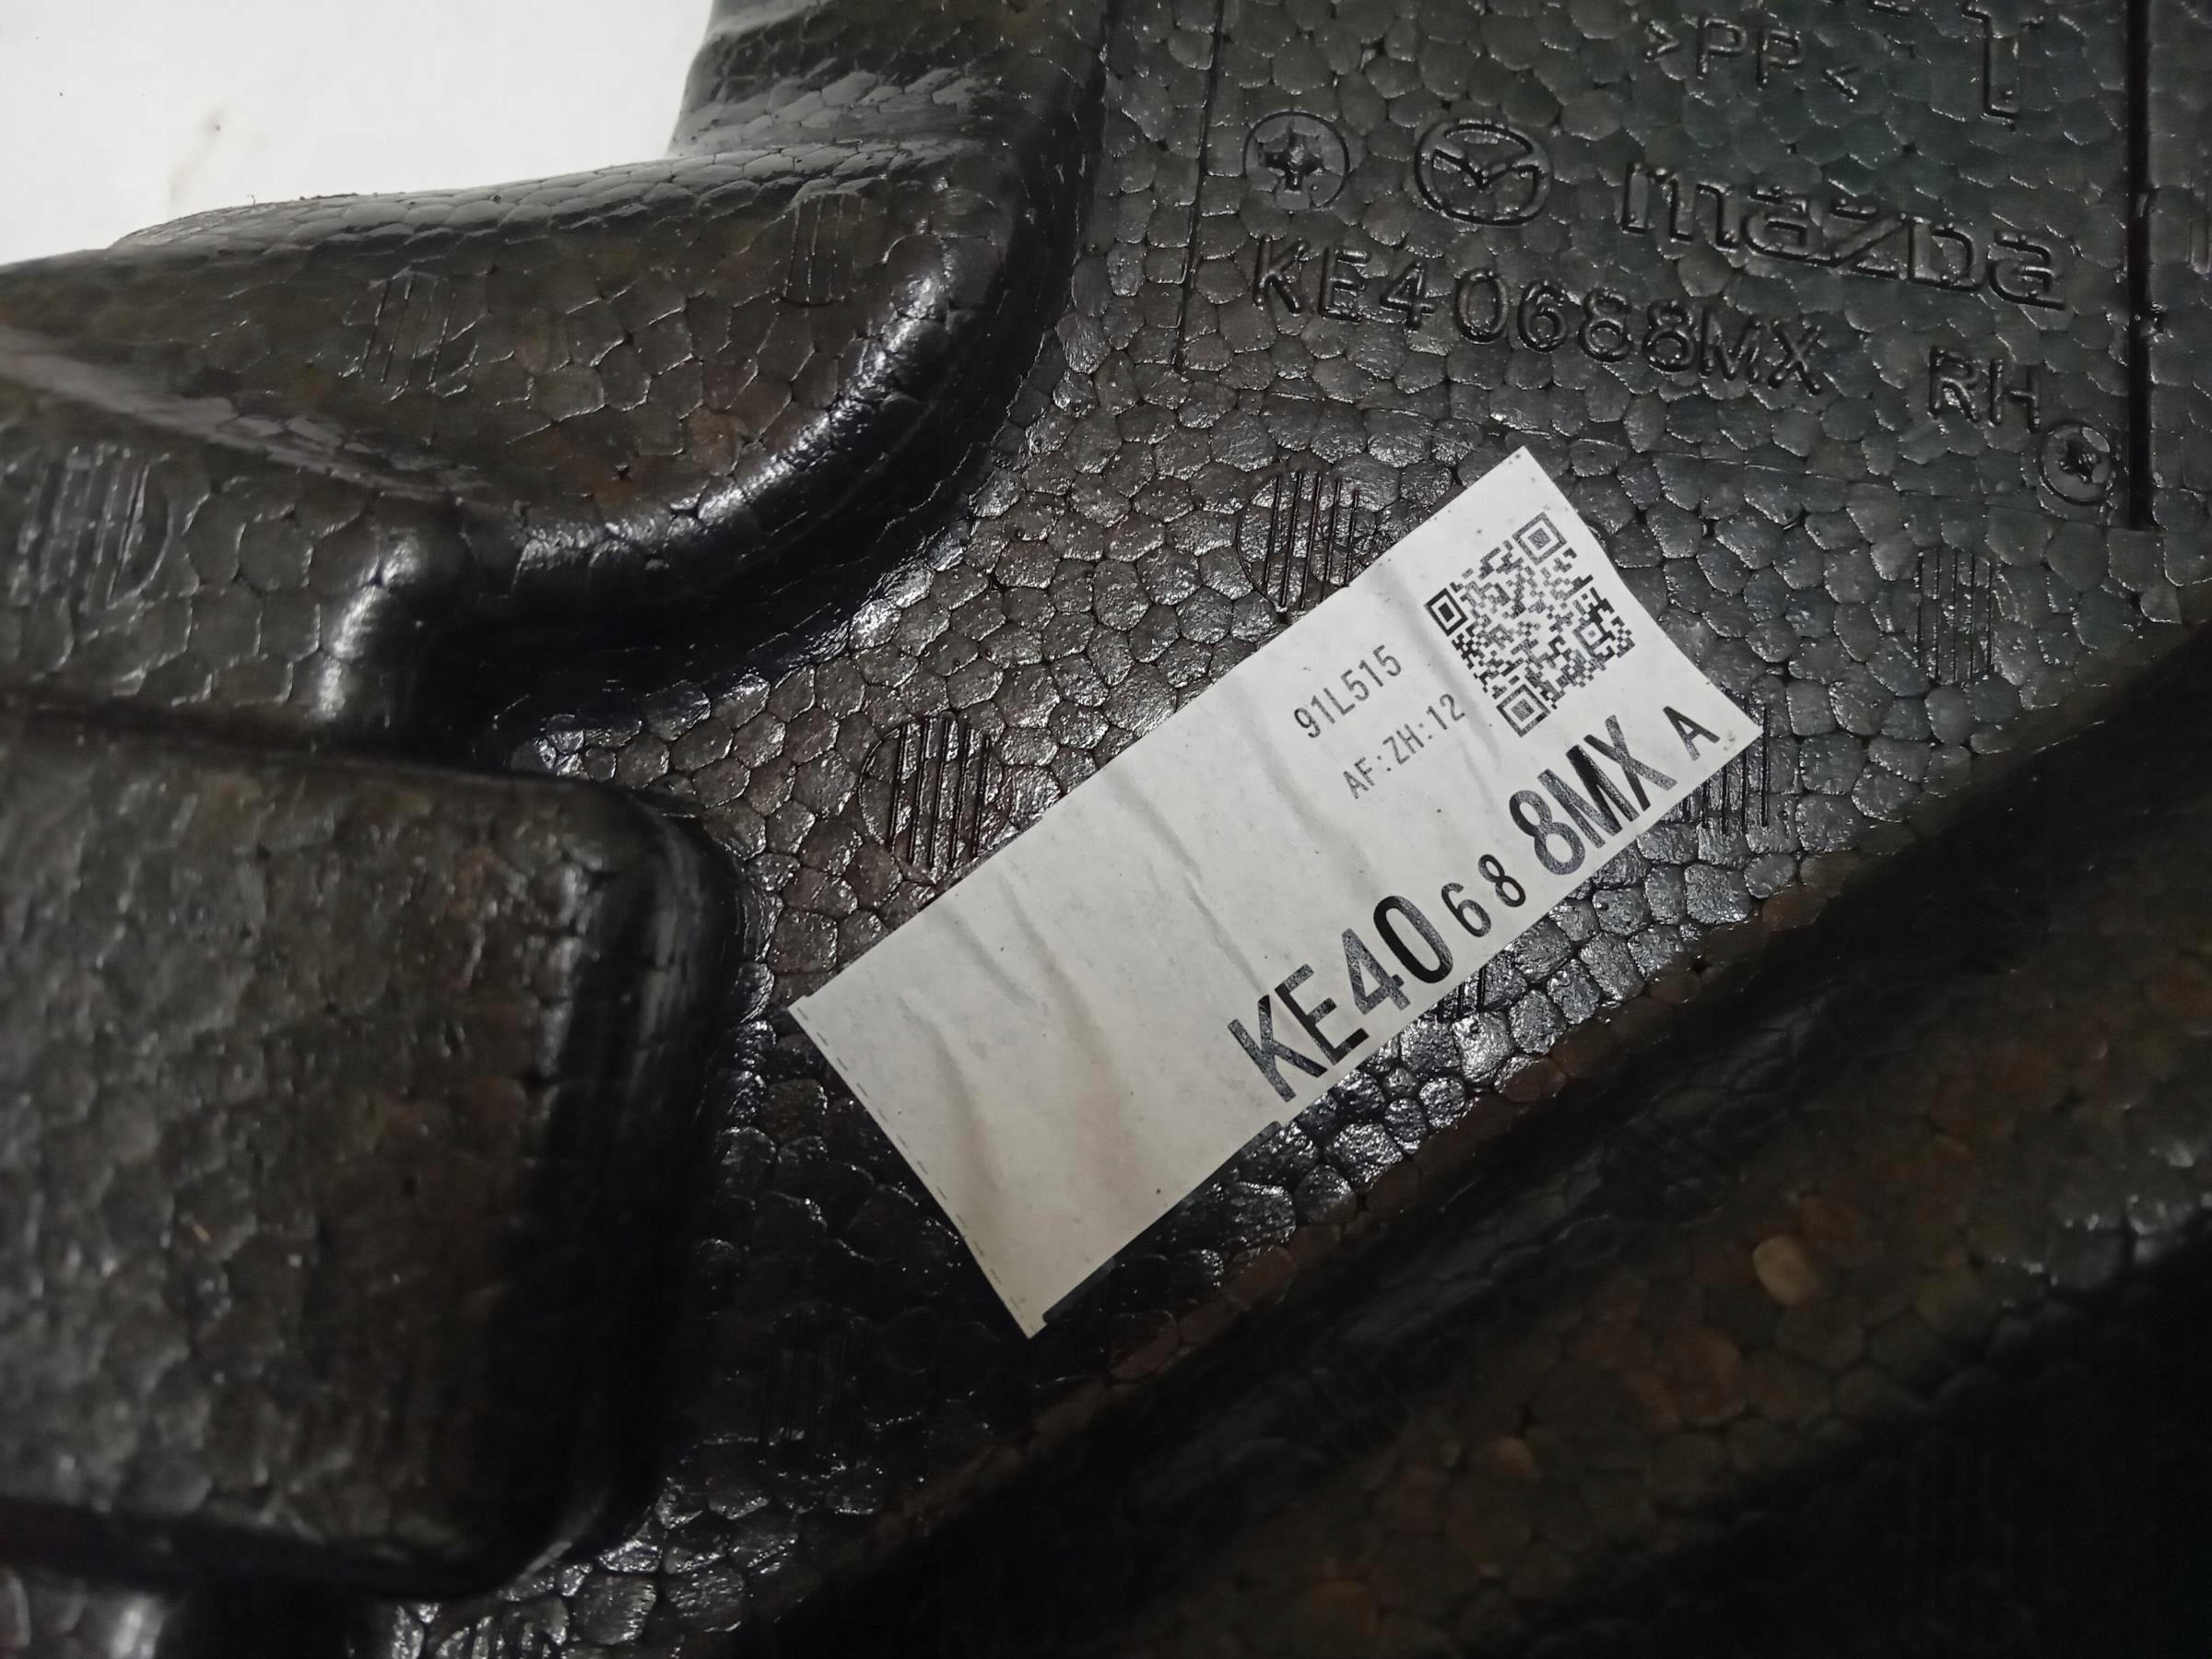 >PP<
mazda
KE40688MX
RH
91L515
AF:ZH:12
KE40 68 8MX A